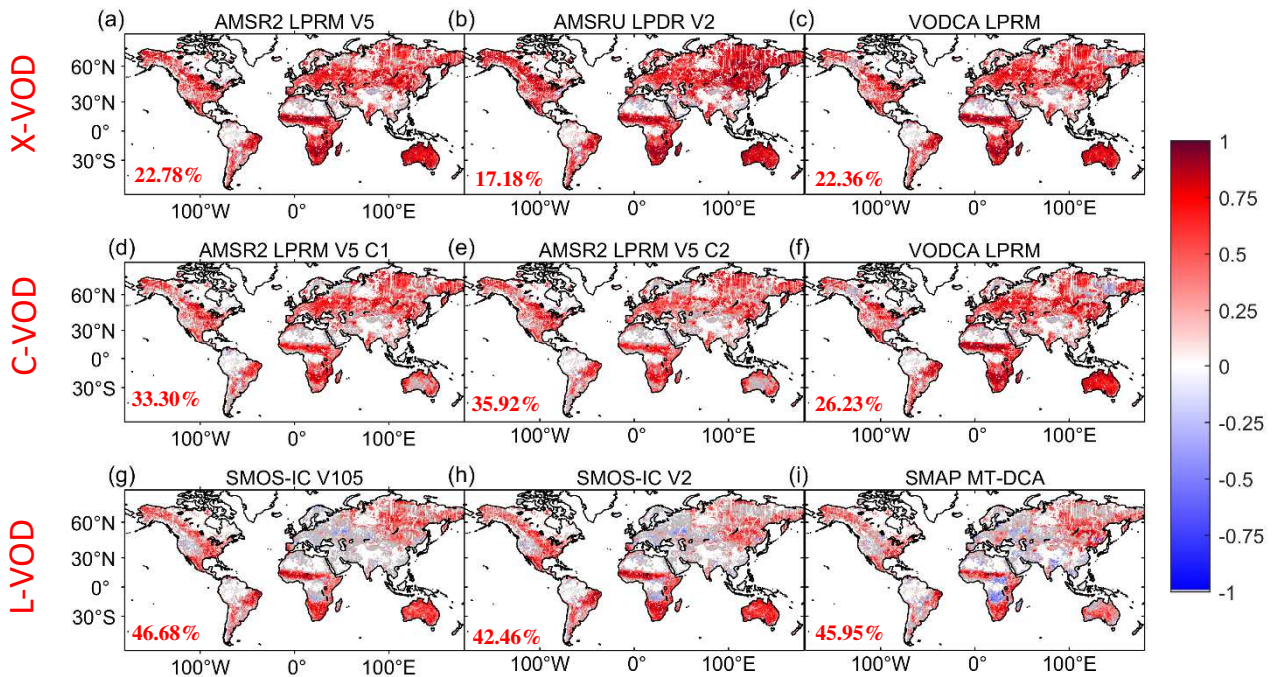 (a) AMSR2 LPRM V5 (b) AMSRU LPDR V2 (c) VODCA LPRM
X-VOD
60°N
30°N
0°
30°S
22.78% 17.18% 22.36%
100°W 0° 100°E 100°W 0° 100°E 100°W 0° 100°E
(d) AMSR2 LPRM V5 C1 (e) AMSR2 LPRM V5 C2 (f) VODCA LPRM
C-VOD
60°N
30°N
0°
30°S
33.30% 35.92% 26.23%
100°W 0° 100°E 100°W 0° 100°E 100°W 0° 100°E
(g) SMOS-IC V105 (h) SMOS-IC V2 (i) SMAP MT-DCA
L-VOD
60°N
30°N
0°
30°S
46.68% 42.46% 45.95%
100°W 0° 100°E 100°W 0° 100°E 100°W 0° 100°E
1
0.75
0.5
0.25
0
-0.25
-0.5
-0.75
-1